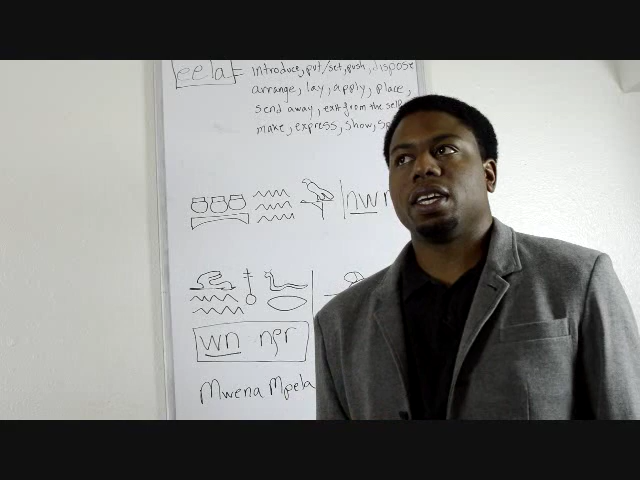 eela = introduce, put/set, push, dispose
arrange, lay, apply, place,
send away, exit from the self
make, express, show,
nwn
wn nfr
Mwena Mpela